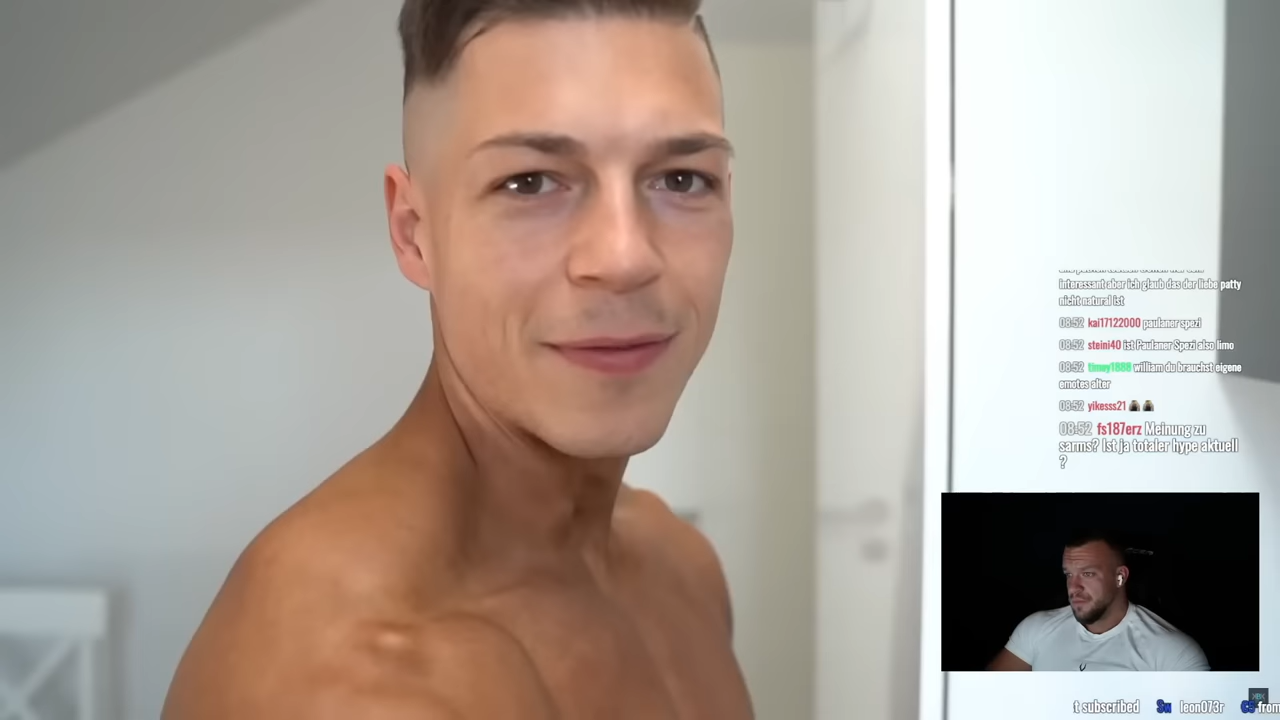 interessant aber ich glaub das der liebe patty
nicht natural ist
08:52 kai17122000 paulaner spezi
08:52 steini40 ist Paulaner Spezi also limo
08:52 william du brauchst eigene
emotes alter
08:52 yikesss21
08:52 fs187erz Meinung zu
sarms? Ist ja totaler hype aktuell
?
t subscribed leon073r from